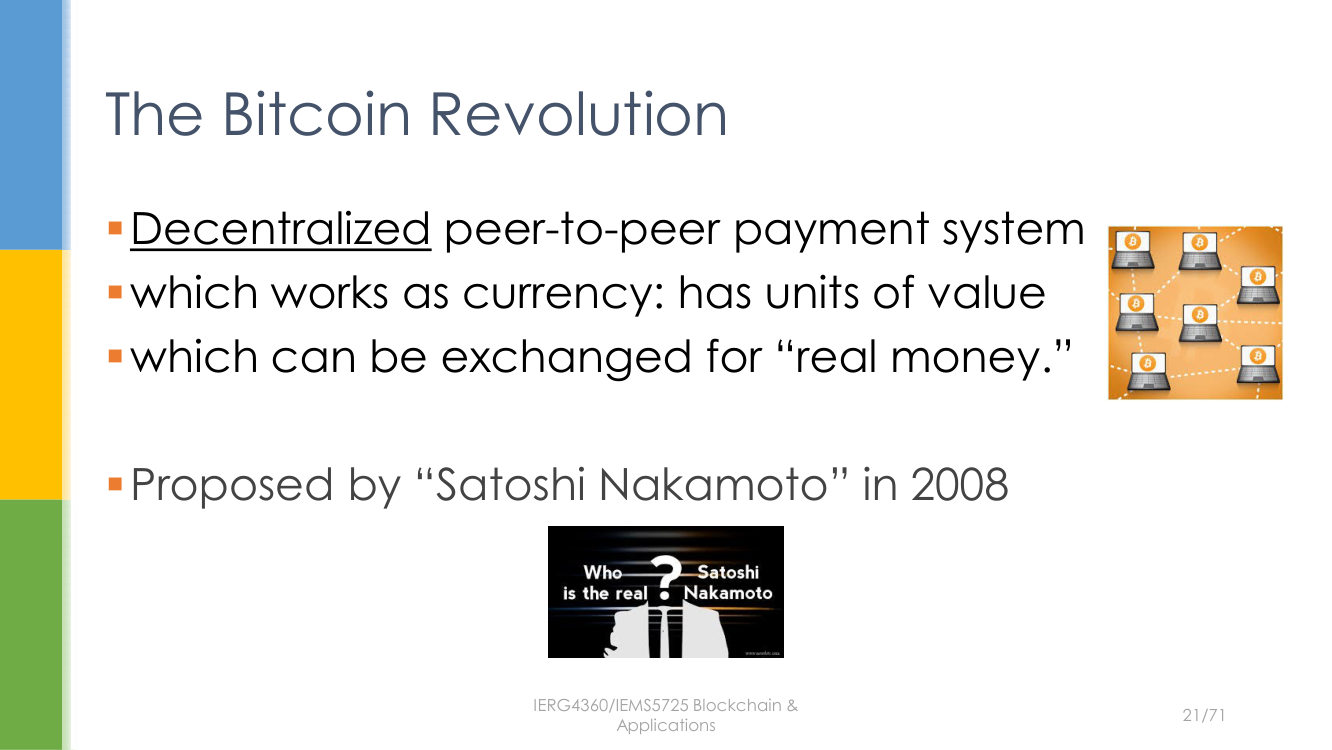 The Bitcoin Revolution
▪Decentralized peer-to-peer payment system
▪which works as currency: has units of value
▪which can be exchanged for “real money.”
▪Proposed by “Satoshi Nakamoto” in 2008
Who ? Satoshi
is the real Nakamoto
IERG4360/IEMS5725 Blockchain &
Applications
21/71